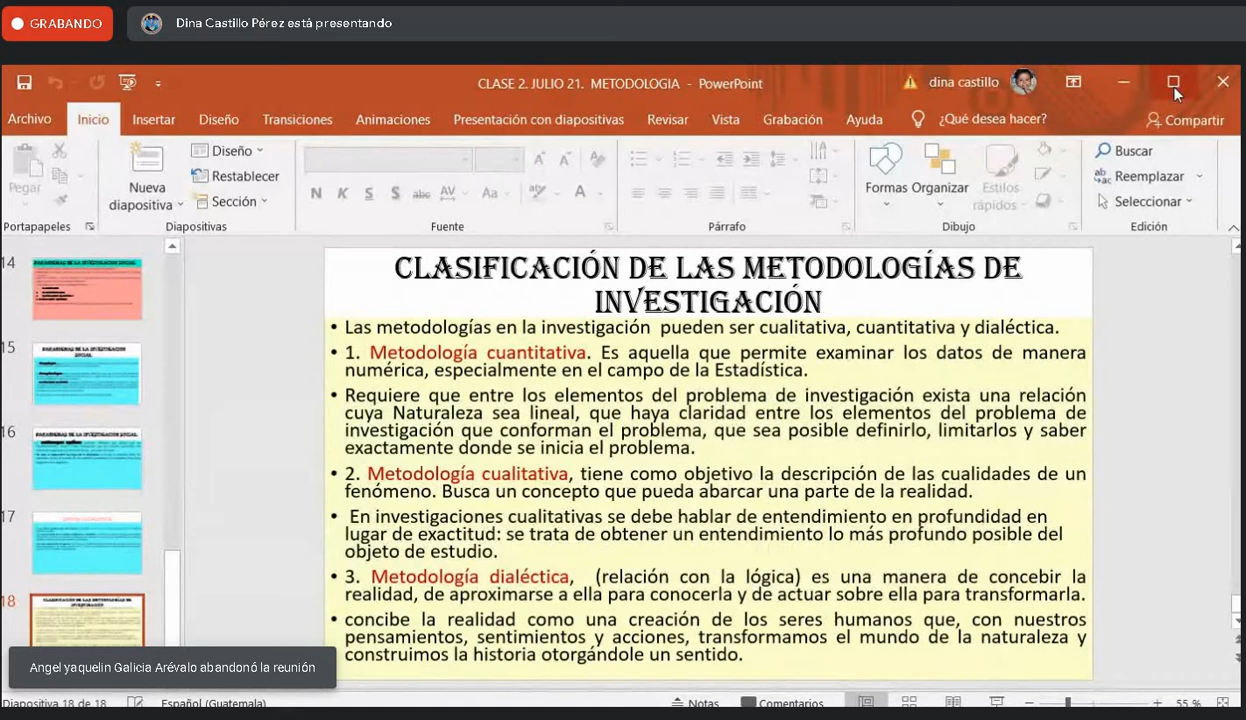 GRABANDO
Dina Castillo Pérez está presentando
CLASE 2. JULIO 21. METODOLOGIA - PowerPoint
dina castillo
Archivo Inicio Insertar Diseño Transiciones Animaciones Presentación con diapositivas Revisar Vista Grabación Ayuda ¿Qué desea hacer? Compartir
Pegar
Nueva diapositiva
Diseño
Restablecer
Sección
N K S S abc AV Aa A
Formas Organizar Estilos rápidos
Buscar
Reemplazar
Seleccionar
Portapapeles Diapositivas Fuente Párrafo Dibujo Edición
14
15
16
17
18
CLASIFICACIÓN DE LAS METODOLOGÍAS DE
INVESTIGACIÓN
• Las metodologías en la investigación pueden ser cualitativa, cuantitativa y dialéctica.
• 1. Metodología cuantitativa. Es aquella que permite examinar los datos de manera
numérica, especialmente en el campo de la Estadística.
• Requiere que entre los elementos del problema de investigación exista una relación
cuya Naturaleza sea lineal, que haya claridad entre los elementos del problema de
investigación que conforman el problema, que sea posible definirlo, limitarlos y saber
exactamente donde se inicia el problema.
• 2. Metodología cualitativa, tiene como objetivo la descripción de las cualidades de un
fenómeno. Busca un concepto que pueda abarcar una parte de la realidad.
• En investigaciones cualitativas se debe hablar de entendimiento en profundidad en
lugar de exactitud: se trata de obtener un entendimiento lo más profundo posible del
objeto de estudio.
• 3. Metodología dialéctica, (relación con la lógica) es una manera de concebir la
realidad, de aproximarse a ella para conocerla y de actuar sobre ella para transformarla.
• concibe la realidad como una creación de los seres humanos que, con nuestros
pensamientos, sentimientos y acciones, transformamos el mundo de la naturaleza y
construimos la historia otorgándole un sentido.
Angel yaquelin Galicia Arévalo abandonó la reunión
Diapositiva 18 de 18 Español (Guatemala) Notas Comentarios 55 %